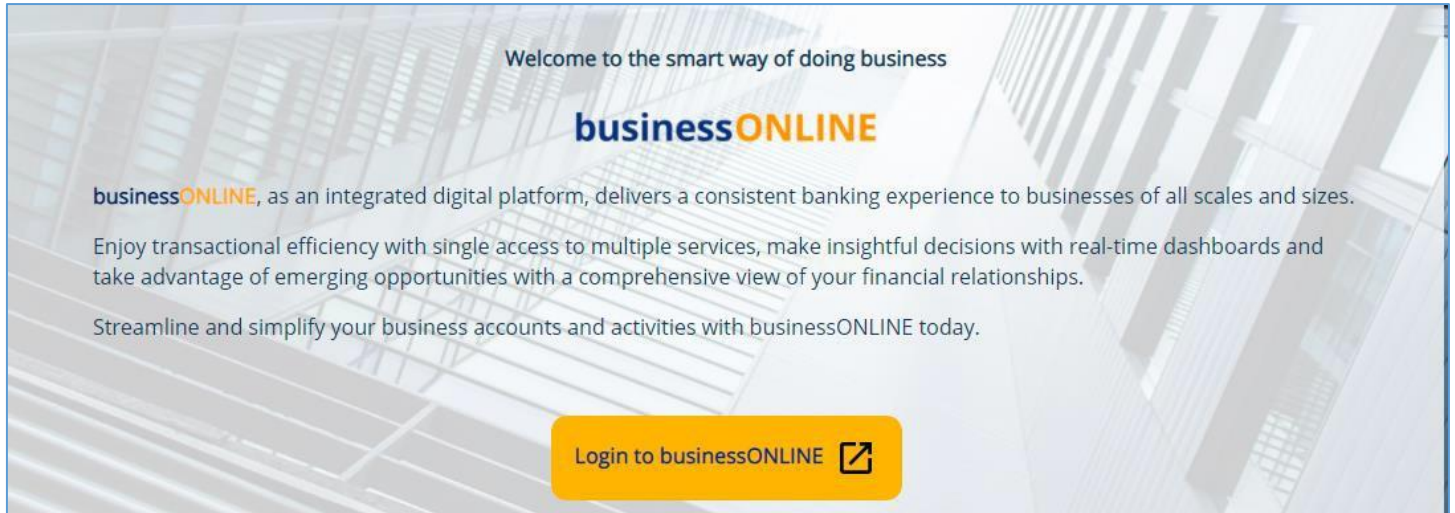 Welcome to the smart way of doing business
businessONLINE
businessONLINE, as an integrated digital platform, delivers a consistent banking experience to businesses of all scales and sizes.
Enjoy transactional efficiency with single access to multiple services, make insightful decisions with real-time dashboards and
take advantage of emerging opportunities with a comprehensive view of your financial relationships.
Streamline and simplify your business accounts and activities with businessONLINE today.
Login to businessONLINE